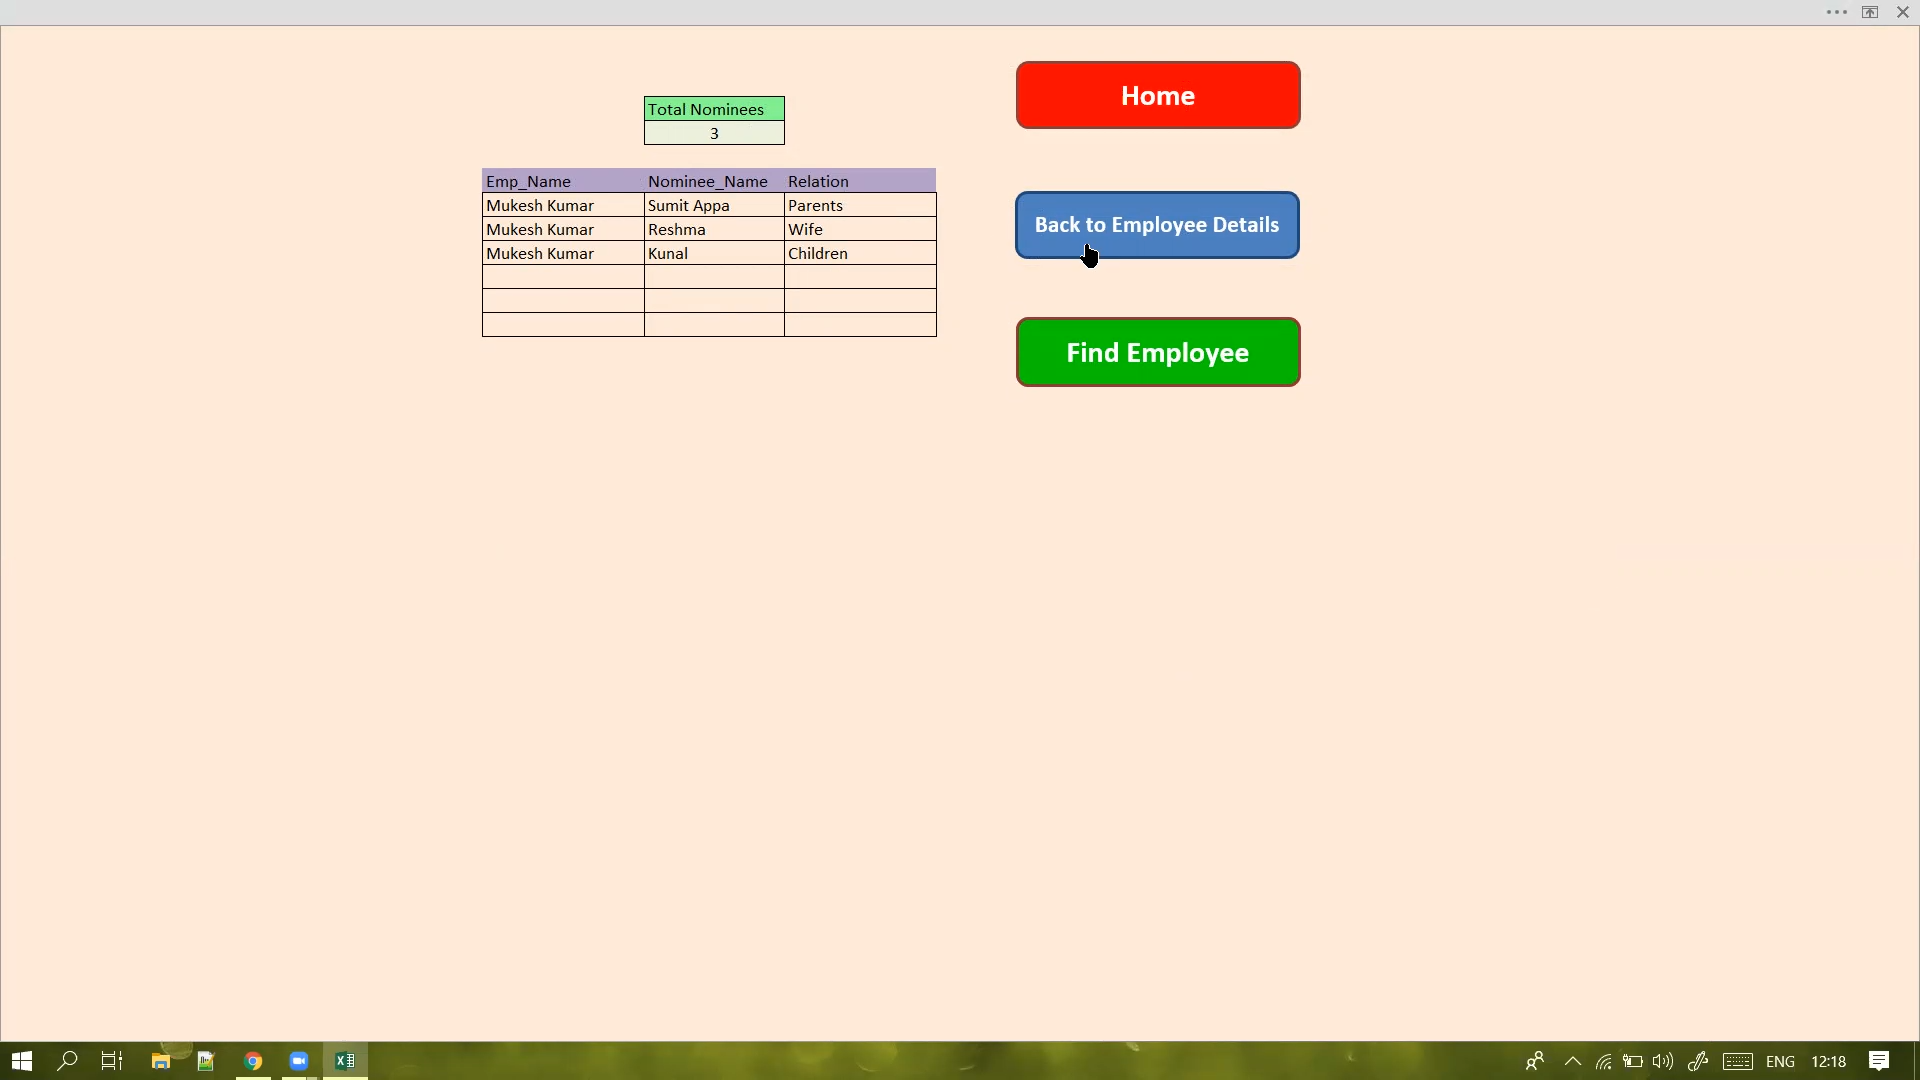 Home
Total Nominees
3
Emp_Name Nominee_Name Relation
Mukesh Kumar Sumit Appa Parents
Mukesh Kumar Reshma Wife
Mukesh Kumar Kunal Children
Back to Employee Details
Find Employee
ENG 12:18